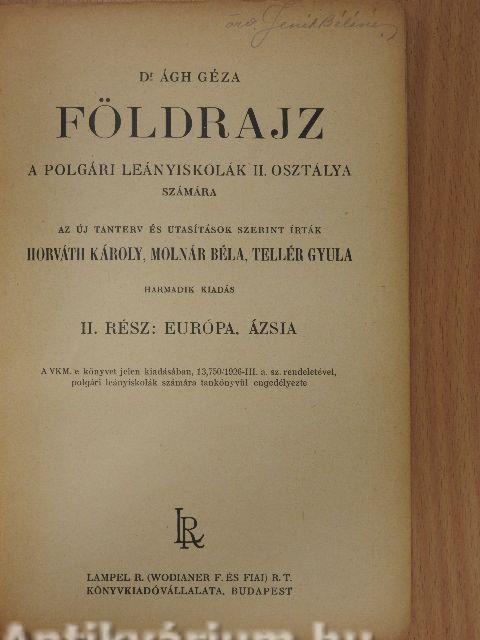 Dr ÁGH GÉZA
FÖLDRAJZ
A POLGÁRI LEÁNYISKOLÁK II. OSZTÁLYA
SZÁMÁRA
AZ ÚJ TANTERV ÉS UTASÍTÁSOK SZERINT ÍRTÁK
HORVÁTH KÁROLY, MOLNÁR BÉLA, TELLÉR GYULA
HARMADIK KIADÁS
II. RÉSZ: EURÓPA, ÁZSIA
A VKM. e könyvet jelen kiadásában, 13,750/1926-III. a. sz. rendeletével,
polgári leányiskolák számára tankönyvül engedélyezte
LR
LAMPEL R. (WODIANER F. ÉS FIAI) R. T.
KÖNYVKIADÓVÁLLALATA, BUDAPEST
Antikvárium.hu